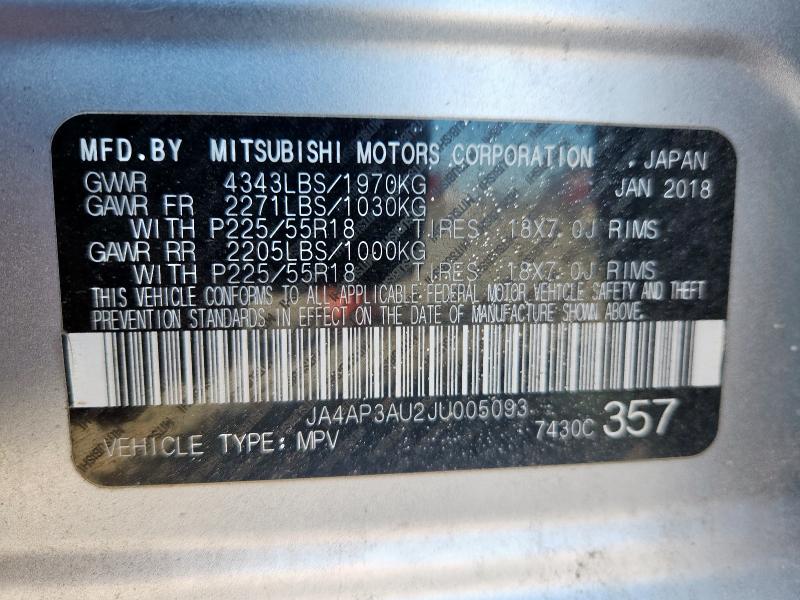 MFD.BY MITSUBISHI MOTORS CORPORATION , JAPAN
GVWR 4343LBS/1970KG JAN 2018
GAWR FR 2271LBS/1030KG
WITH P225/55R18 TIRES: 18X7.0J RIMS
GAWR RR 2205LBS/1000KG
WITH P225/55R18 TIRES: 18X7.0J RIMS
THIS VEHICLE CONFORMS TO ALL APPLICABLE FEDERAL MOTOR VEHICLE SAFETY AND THEFT
PREVENTION STANDARDS IN EFFECT ON THE DATE OF MANUFACTURE SHOWN ABOVE.
JA4AP3AU2JU005093
VEHICLE TYPE: MPV 7430C 357